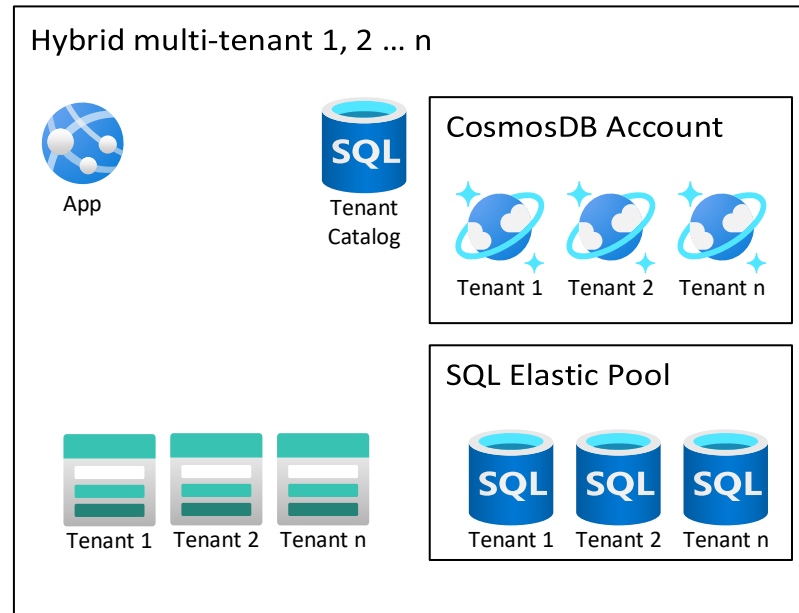 Hybrid multi-tenant 1, 2 ... n
App
SQL
Tenant
Catalog
CosmosDB Account
Tenant 1 Tenant 2 Tenant n
SQL Elastic Pool
SQL SQL SQL
Tenant 1 Tenant 2 Tenant n
Tenant 1 Tenant 2 Tenant n